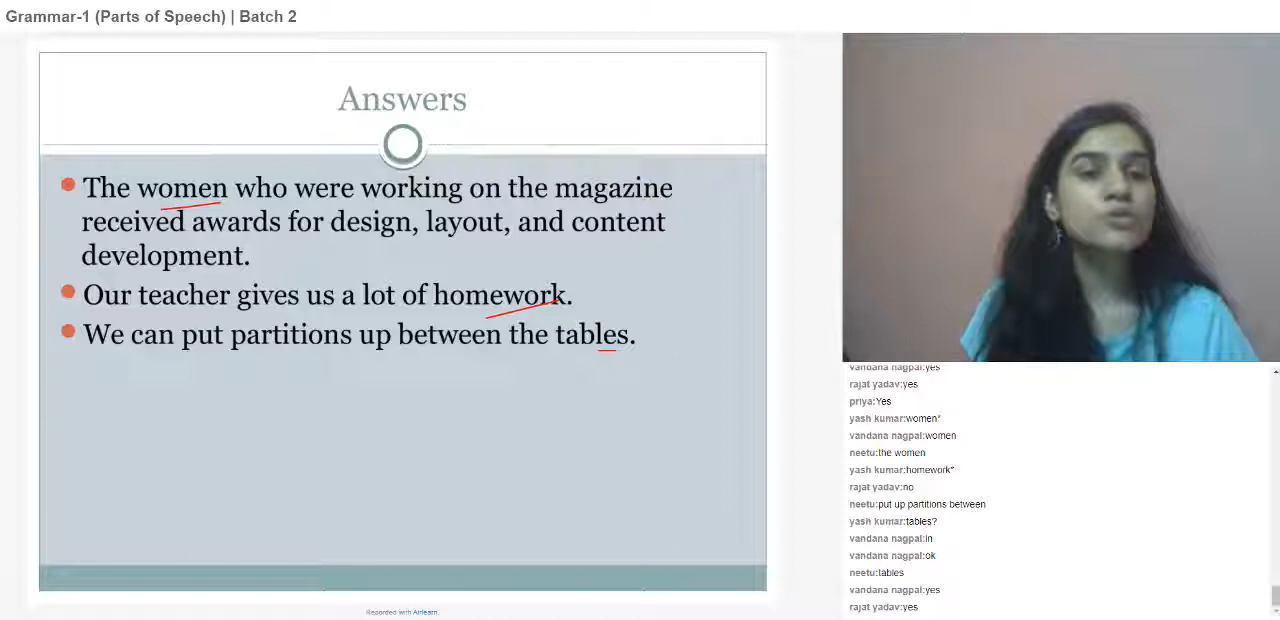 Grammar-1 (Parts of Speech) | Batch 2
Answers
The women who were working on the magazine
received awards for design, layout, and content
development.
Our teacher gives us a lot of homework.
We can put partitions up between the tables.
Recorded with Airlearn.
vandana nagpal:yes
rajat yadav:yes
priya:Yes
yash kumar:women*
vandana nagpal:women
neetu:the women
yash kumar:homework*
rajat yadav:no
neetu:put up partitions between
yash kumar:tables?
vandana nagpal:in
vandana nagpal:ok
neetu:tables
vandana nagpal:yes
rajat yadav:yes